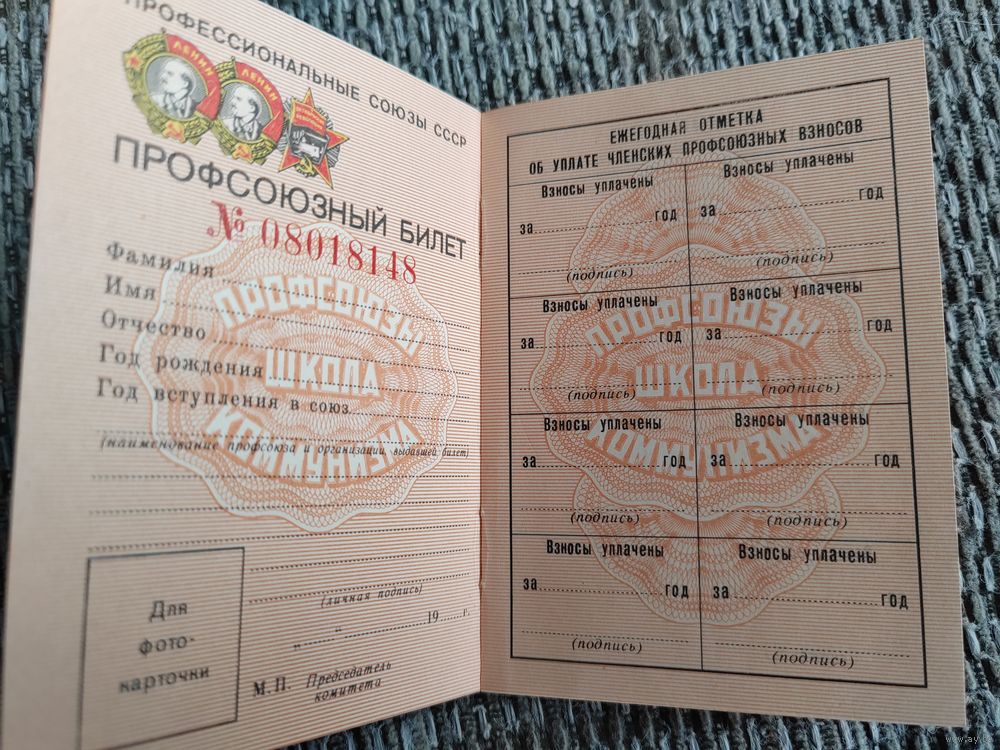 ПРОФЕССИОНАЛЬНЫЕ СОЮЗЫ СССР
ЛЕНИН
ЛЕНИН
ОКТЯБРЬСКАЯ РЕВОЛЮЦИЯ
ПРОФСОЮЗНЫЙ БИЛЕТ
№ 08018148
Фамилия
Имя
Отчество
Год рождения
Год вступления в союз
(наименование профсоюза и организации, выдавшей билет)
ПРОФСОЮЗЫ
ШКОЛА
КОММУНИЗМА
Для
фото-
карточки
(личная подпись)
„......“....................19.......г.
М.П. Председатель
комитета
ЕЖЕГОДНАЯ ОТМЕТКА
ОБ УПЛАТЕ ЧЛЕНСКИХ ПРОФСОЮЗНЫХ ВЗНОСОВ
Взносы уплачены Взносы уплачены
за....................год за....................год
(подпись) (подпись)
Взносы уплачены Взносы уплачены
за....................год за....................год
(подпись) (подпись)
Взносы уплачены Взносы уплачены
за....................год за....................год
(подпись) (подпись)
Взносы уплачены Взносы уплачены
за....................год за....................год
(подпись) (подпись)
ПРОФСОЮЗЫ
ШКОЛА
КОММУНИЗМА